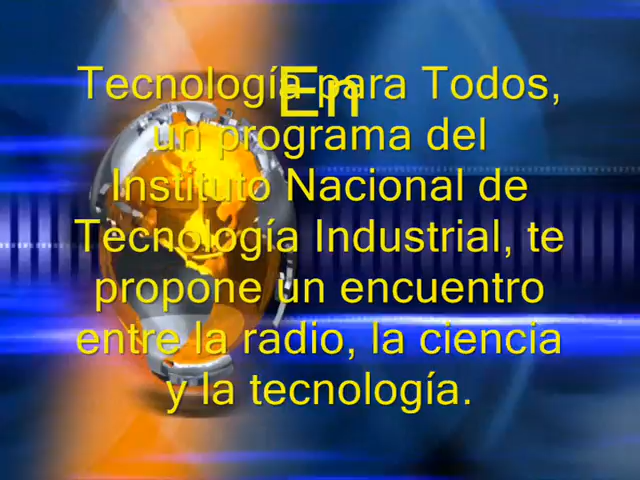 En
Tecnología para Todos,
un programa del
Instituto Nacional de
Tecnología Industrial, te
propone un encuentro
entre la radio, la ciencia
y la tecnología.